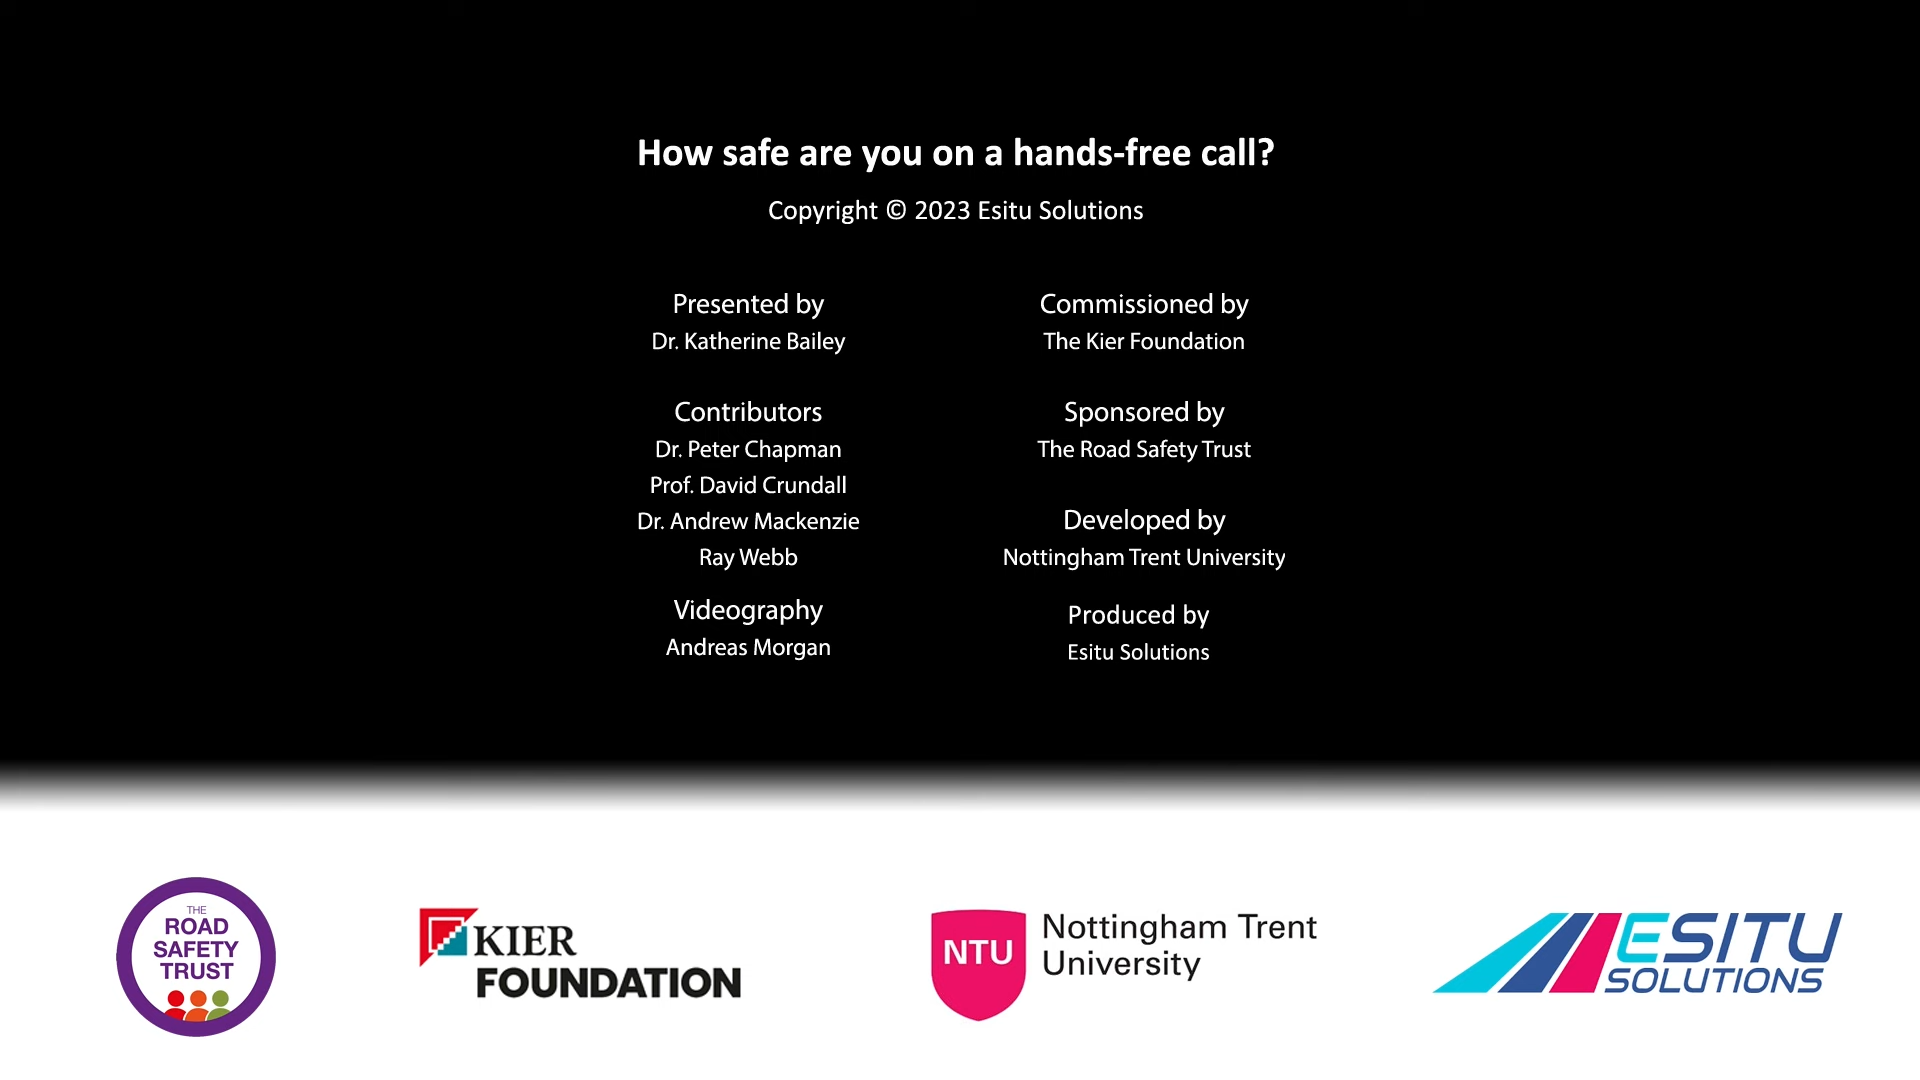 How safe are you on a hands-free call?
Copyright © 2023 Esitu Solutions
Presented by
Dr. Katherine Bailey
Contributors
Dr. Peter Chapman
Prof. David Crundall
Dr. Andrew Mackenzie
Ray Webb
Videography
Andreas Morgan
Commissioned by
The Kier Foundation
Sponsored by
The Road Safety Trust
Developed by
Nottingham Trent University
Produced by
Esitu Solutions
THE
ROAD
SAFETY
TRUST
KIER
FOUNDATION
NTU
Nottingham Trent
University
ESITU
SOLUTIONS